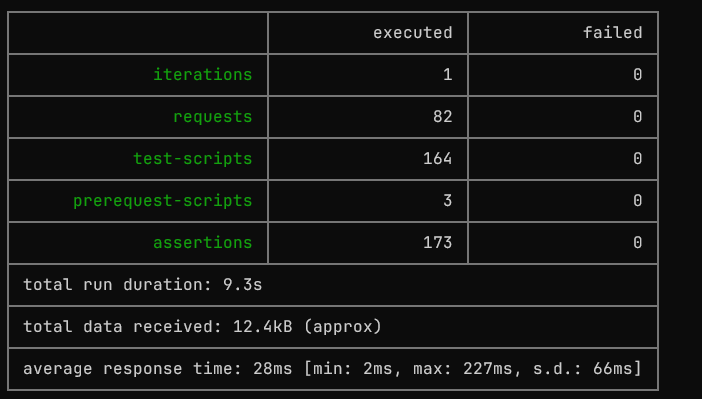 executed failed
iterations 1 0
requests 82 0
test-scripts 164 0
prerequest-scripts 3 0
assertions 173 0
total run duration: 9.3s
total data received: 12.4kB (approx)
average response time: 28ms [min: 2ms, max: 227ms, s.d.: 66ms]